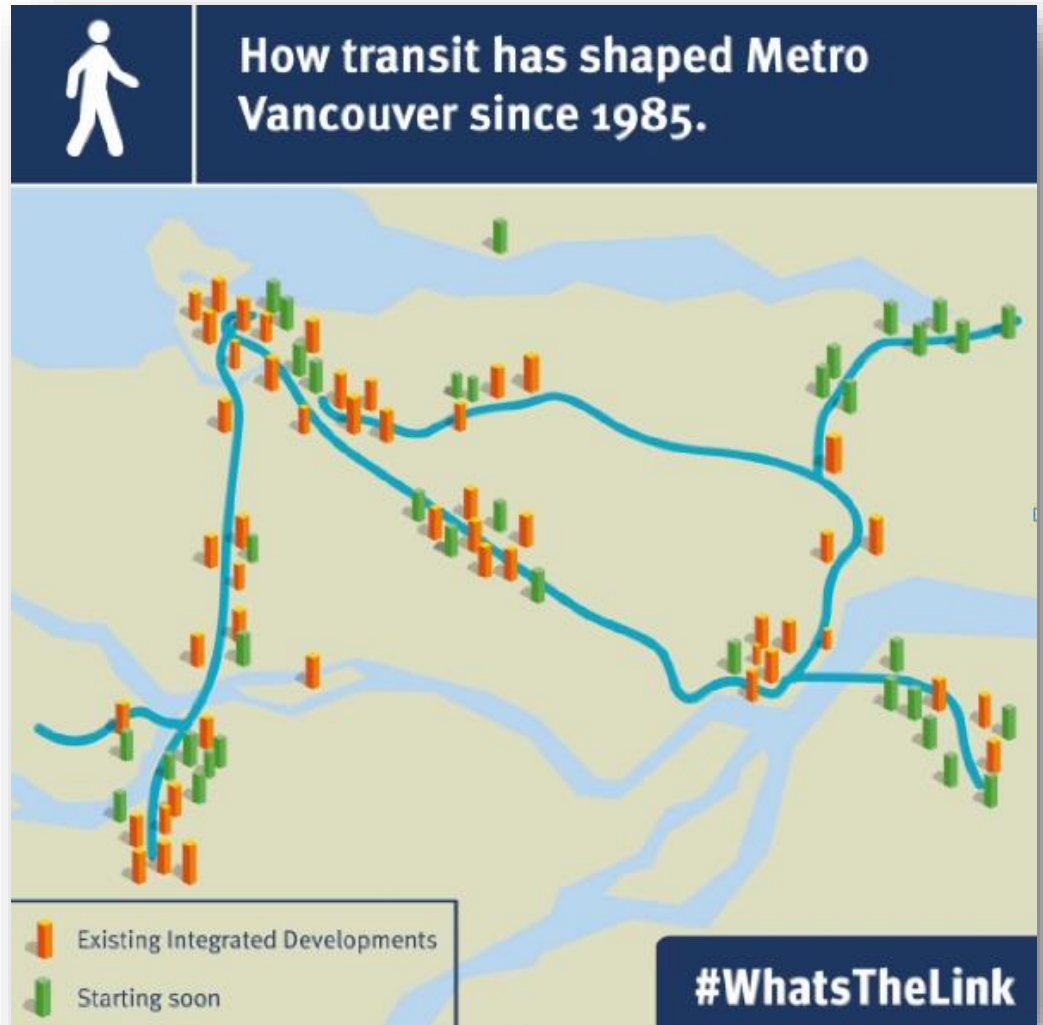 How transit has shaped Metro
Vancouver since 1985.
Existing Integrated Developments
Starting soon
#WhatsTheLink